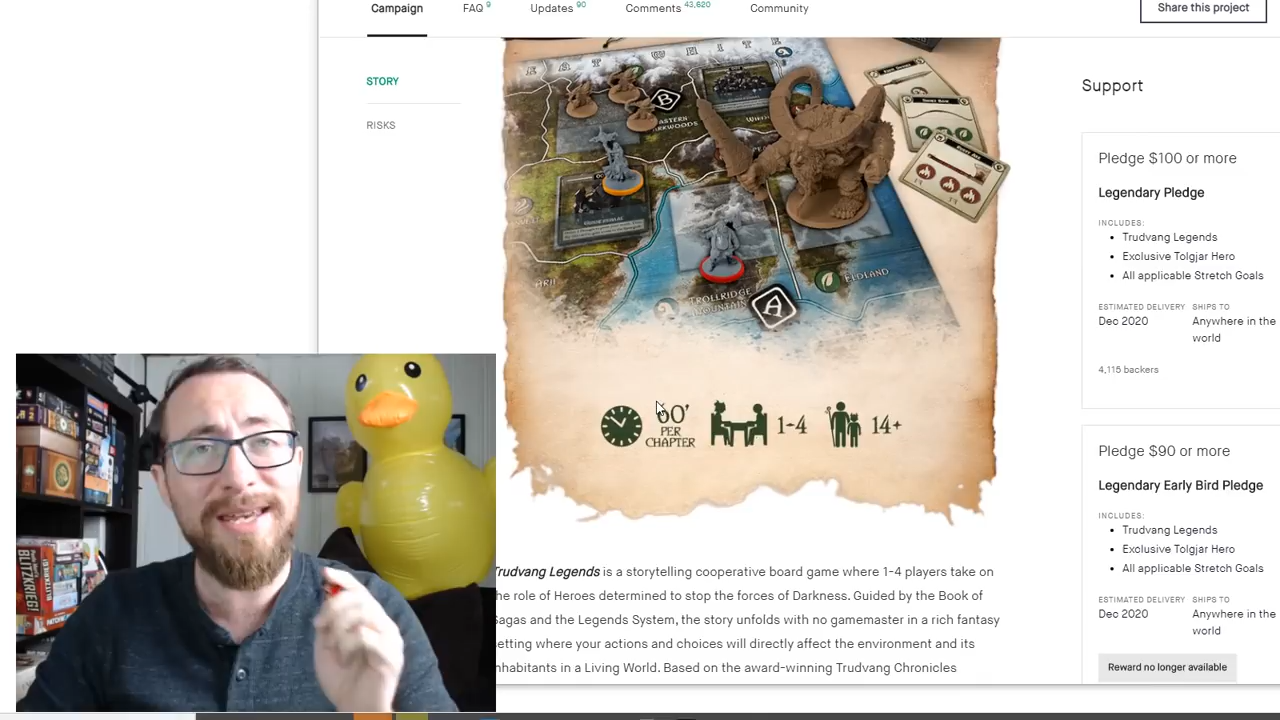 Campaign
FAQ 9
Updates 90
Comments 43,620
Community
Share this project
STORY
RISKS
B
TROLLRIDGE
MOUNTAIN
A
REDLAND
PER
CHAPTER
1-4
14+
Trudvang Legends is a storytelling cooperative board game where 1-4 players take on
the role of Heroes determined to stop the forces of Darkness. Guided by the Book of
Sagas and the Legends System, the story unfolds with no gamemaster in a rich fantasy
setting where your actions and choices will directly affect the environment and its
inhabitants in a Living World. Based on the award-winning Trudvang Chronicles
Support
Pledge $100 or more
Legendary Pledge
INCLUDES:
Trudvang Legends
Exclusive Tolgjar Hero
All applicable Stretch Goals
ESTIMATED DELIVERY
Dec 2020
SHIPS TO
Anywhere in the
world
4,115 backers
Pledge $90 or more
Legendary Early Bird Pledge
INCLUDES:
Trudvang Legends
Exclusive Tolgjar Hero
All applicable Stretch Goals
ESTIMATED DELIVERY
Dec 2020
SHIPS TO
Anywhere in the
world
Reward no longer available
BLITZKRIEG!